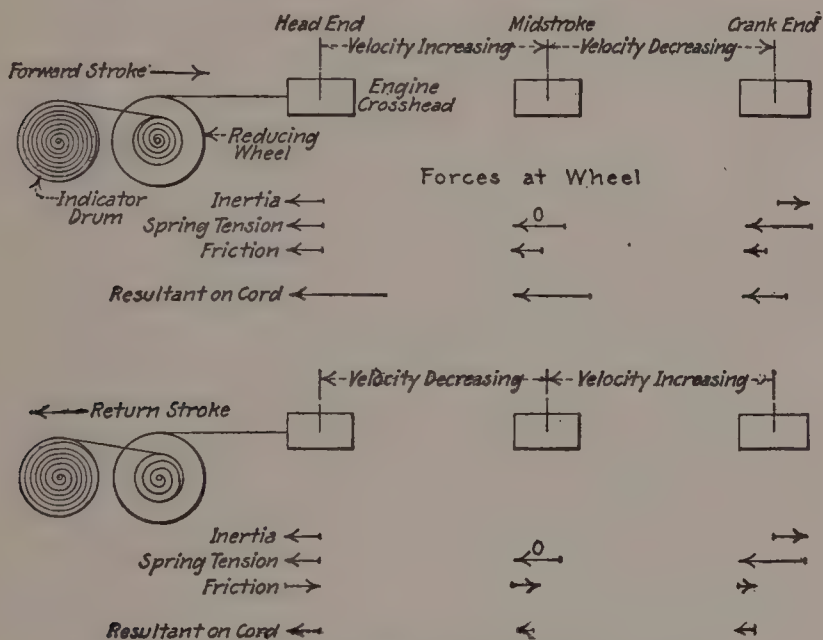 Head End Midstroke Crank End
Velocity Increasing Velocity Decreasing
Forward Stroke
Engine
Crosshead
Reducing
Wheel
Indicator
Drum
Forces at Wheel
Inertia
O
Spring Tension
Friction
Resultant on Cord
Velocity Decreasing Velocity Increasing
Return Stroke
Inertia
O
Spring Tension
Friction
Resultant on Cord